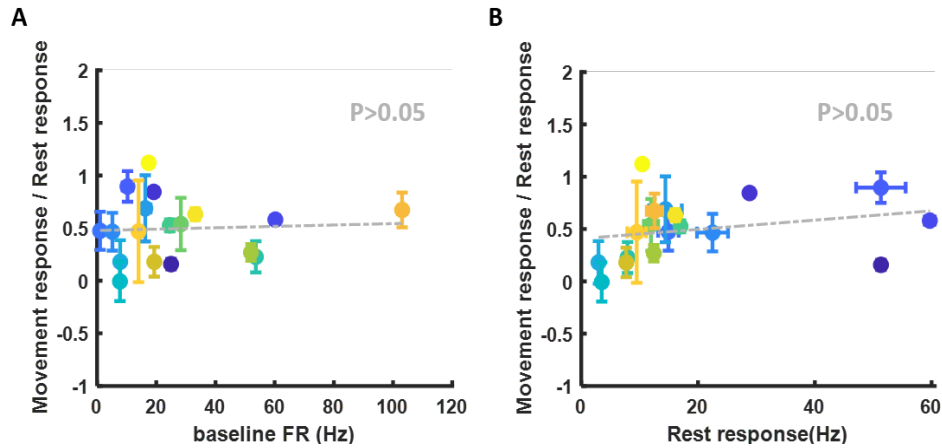 A
B
Movement response / Rest response
2
1.5
1
0.5
0
-0.5
-1
P>0.05
0 20 40 60 80 100 120
baseline FR (Hz)
Movement response / Rest response
2
1.5
1
0.5
0
-0.5
-1
P>0.05
0 20 40 60
Rest response(Hz)